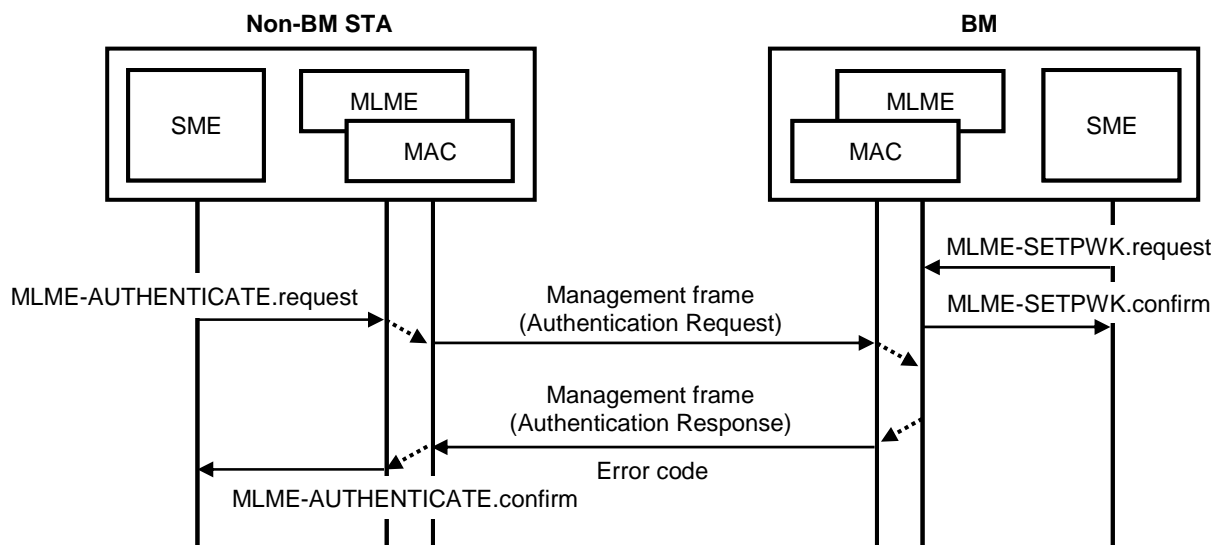 Non-BM STA
BM
SME
MLME
MAC
MLME
MAC
SME
MLME-SETPWK.request
MLME-AUTHENTICATE.request
Management frame
(Authentication Request)
MLME-SETPWK.confirm
Management frame
(Authentication Response)
Error code
MLME-AUTHENTICATE.confirm